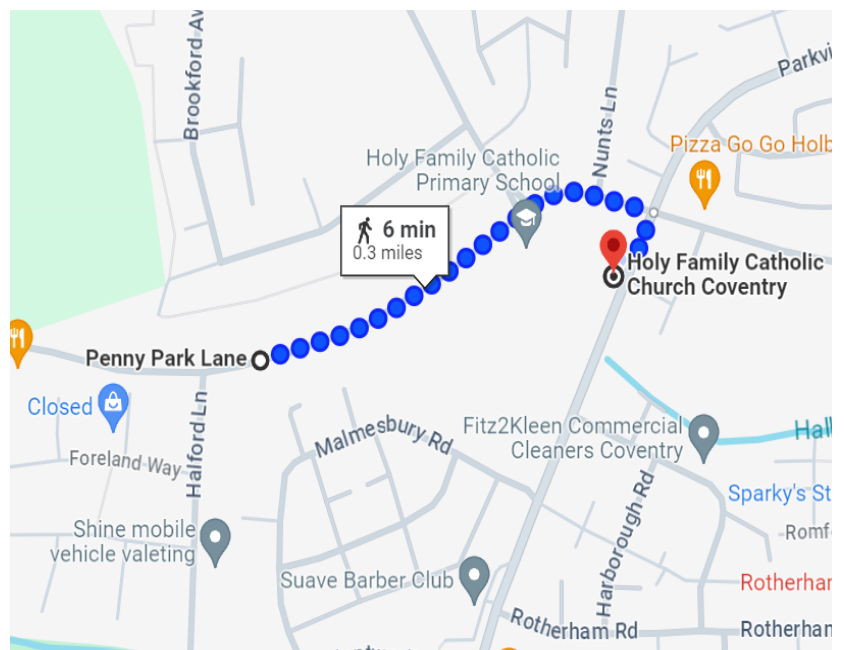 Brookford Av
Nunts Ln
Parkvi
Pizza Go Go Holb
Holy Family Catholic
Primary School
6 min
0.3 miles
Holy Family Catholic
Church Coventry
Penny Park Lane
Closed
Halford Ln
Malmesbury Rd
Fitz2Kleen Commercial
Cleaners Coventry
Hall
Foreland Way
Harborough Rd
Sparky's St
Shine mobile
vehicle valeting
Romf
Suave Barber Club
Rotherhar
Rotherham Rd
Rotherham